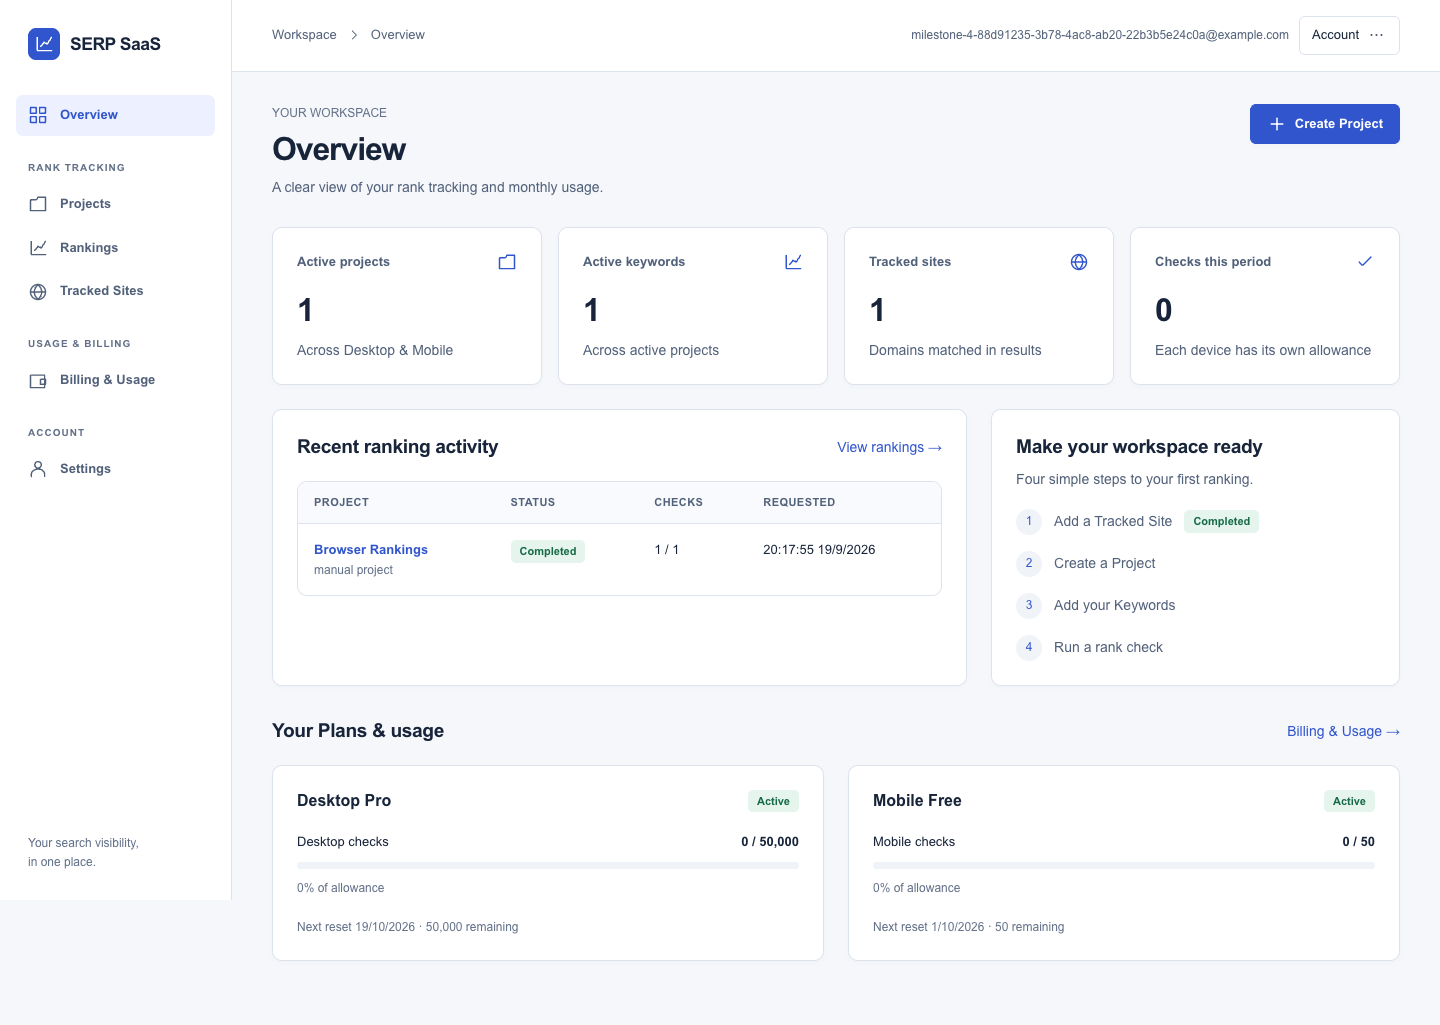 SERP SaaS
Overview
RANK TRACKING
Projects
Rankings
Tracked Sites
USAGE & BILLING
Billing & Usage
ACCOUNT
Settings
Your search visibility,
in one place.
Workspace > Overview
milestone-4-88d91235-3b78-4ac8-ab20-22b3b5e24c0a@example.com
Account ···
YOUR WORKSPACE
Overview
A clear view of your rank tracking and monthly usage.
+ Create Project
Active projects
1
Across Desktop & Mobile
Active keywords
1
Across active projects
Tracked sites
1
Domains matched in results
Checks this period
0
Each device has its own allowance
Recent ranking activity
View rankings →
PROJECT STATUS CHECKS REQUESTED
Browser Rankings Completed 1 / 1 20:17:55 19/9/2026
manual project
Make your workspace ready
Four simple steps to your first ranking.
1 Add a Tracked Site Completed
2 Create a Project
3 Add your Keywords
4 Run a rank check
Your Plans & usage
Billing & Usage →
Desktop Pro Active
Desktop checks 0 / 50,000
0% of allowance
Next reset 19/10/2026 · 50,000 remaining
Mobile Free Active
Mobile checks 0 / 50
0% of allowance
Next reset 1/10/2026 · 50 remaining